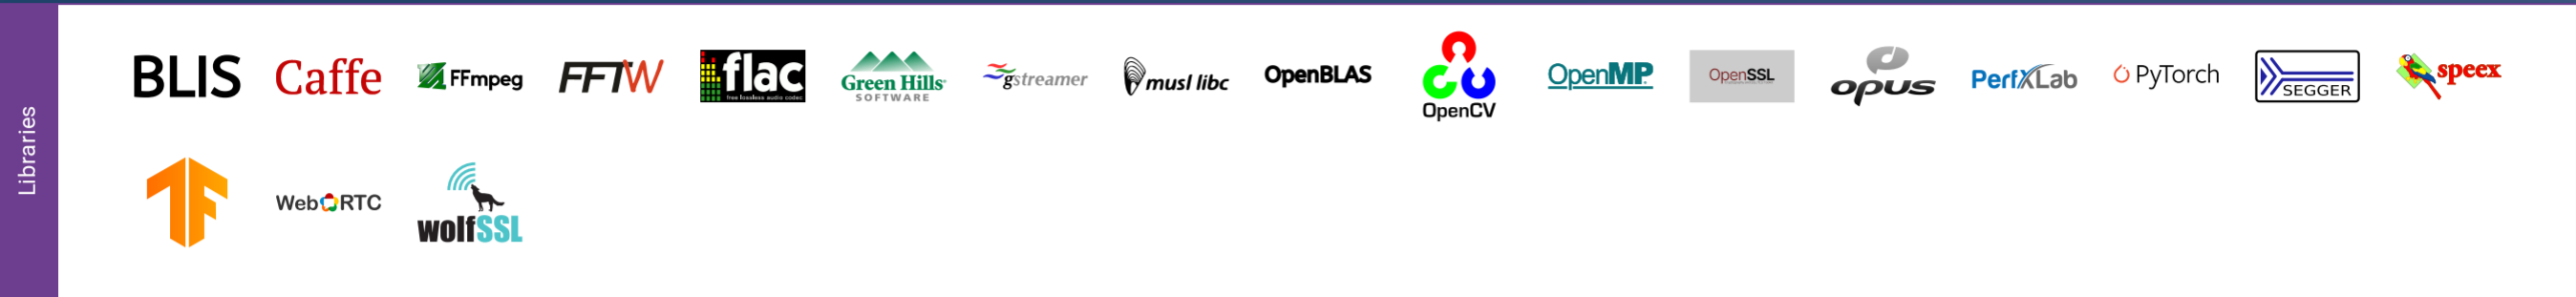 Libraries
BLIS
Caffe
FFmpeg
FFTW
flac
free lossless audio codec
Green Hills®
SOFTWARE
gstreamer
musl libc
OpenBLAS
OpenCV
OpenMP®
OpenSSL
opus
PerfXLab
PyTorch
SEGGER
speex
TF
WebRTC
wolfSSL